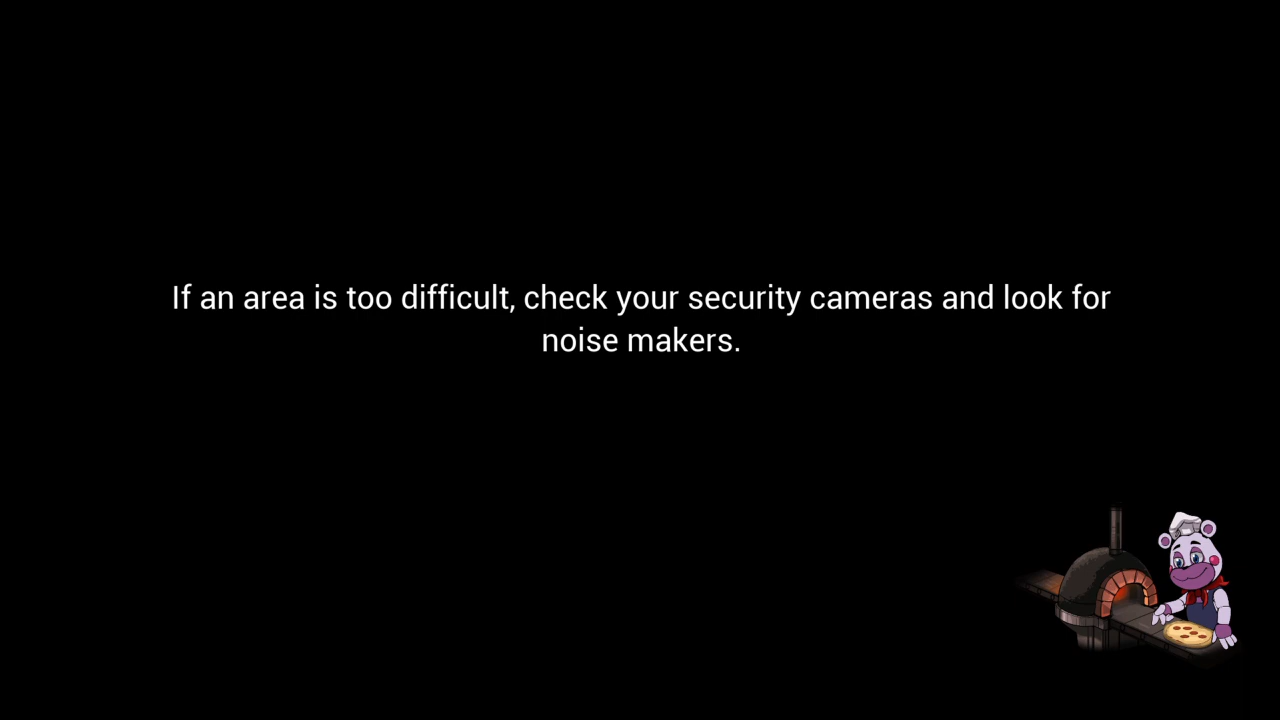 If an area is too difficult, check your security cameras and look for
noise makers.